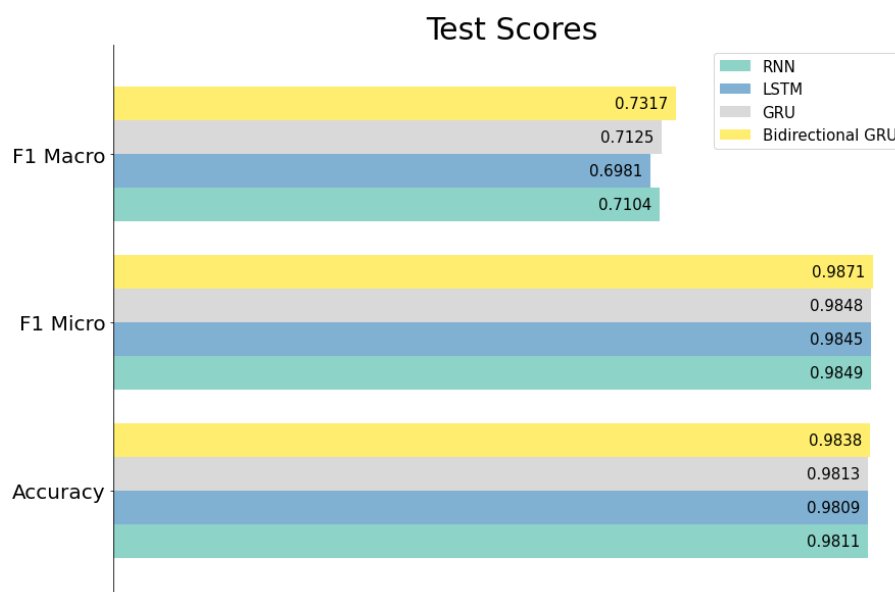 Test Scores
RNN
LSTM
GRU
Bidirectional GRU
F1 Macro
0.7317
0.7125
0.6981
0.7104
F1 Micro
0.9871
0.9848
0.9845
0.9849
Accuracy
0.9838
0.9813
0.9809
0.9811